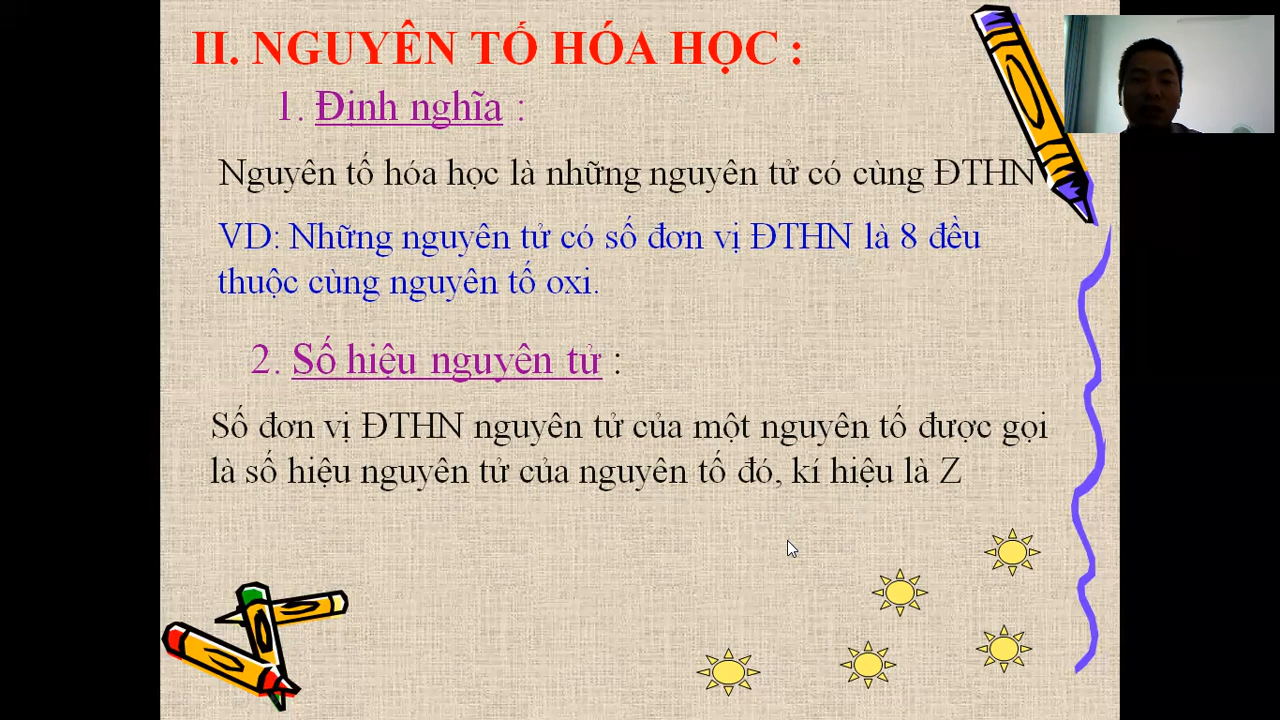 II. NGUYÊN TỐ HÓA HỌC :
1. Định nghĩa :
Nguyên tố hóa học là những nguyên tử có cùng ĐTHN
VD: Những nguyên tử có số đơn vị ĐTHN là 8 đều
thuộc cùng nguyên tố oxi.
2. Số hiệu nguyên tử :
Số đơn vị ĐTHN nguyên tử của một nguyên tố được gọi
là số hiệu nguyên tử của nguyên tố đó, kí hiệu là Z